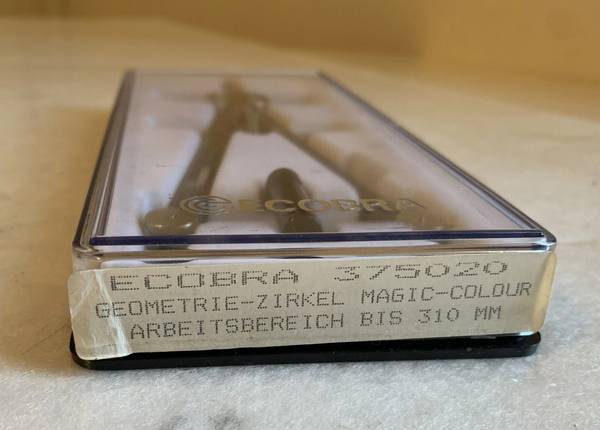 ECOBRA
ECOBRA 375020
GEOMETRIE-ZIRKEL MAGIC-COLOUR
ARBEITSBEREICH BIS 310 MM